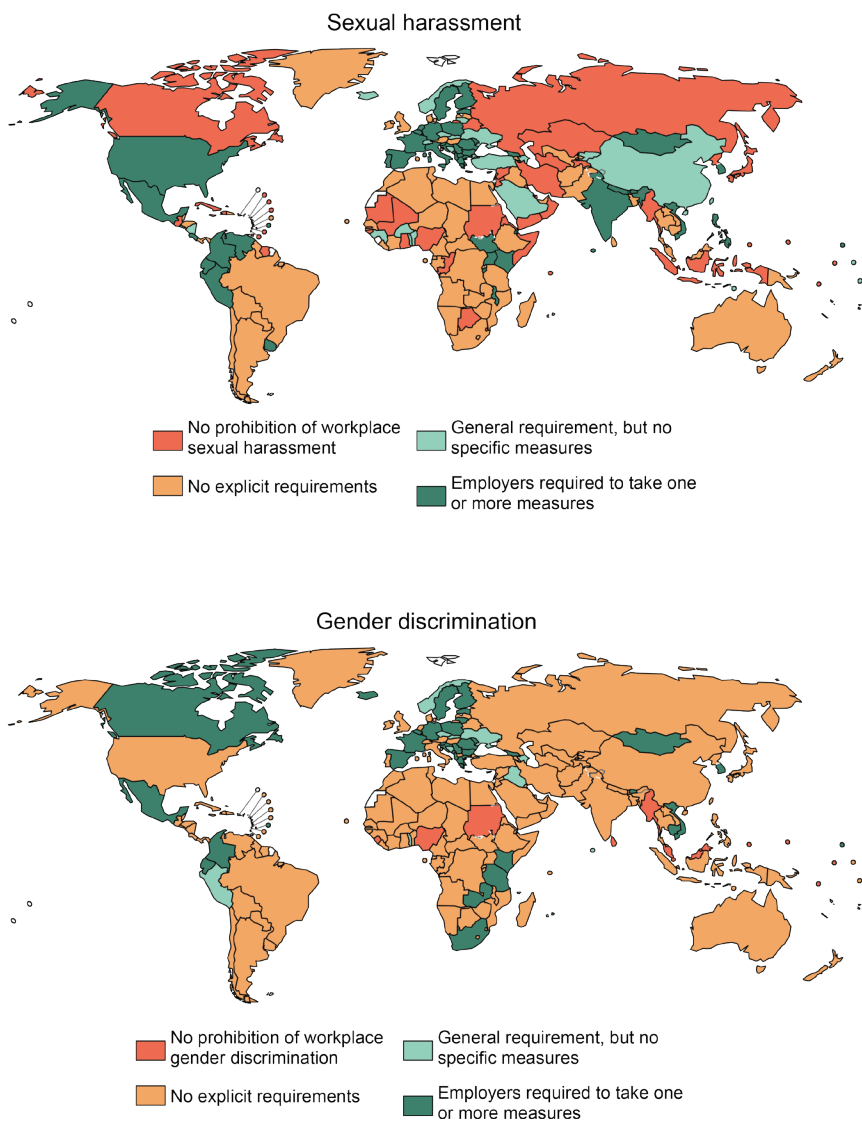 Sexual harassment
No prohibition of workplace
sexual harassment
General requirement, but no
specific measures
No explicit requirements
Employers required to take one
or more measures
Gender discrimination
No prohibition of workplace
gender discrimination
General requirement, but no
specific measures
No explicit requirements
Employers required to take one
or more measures